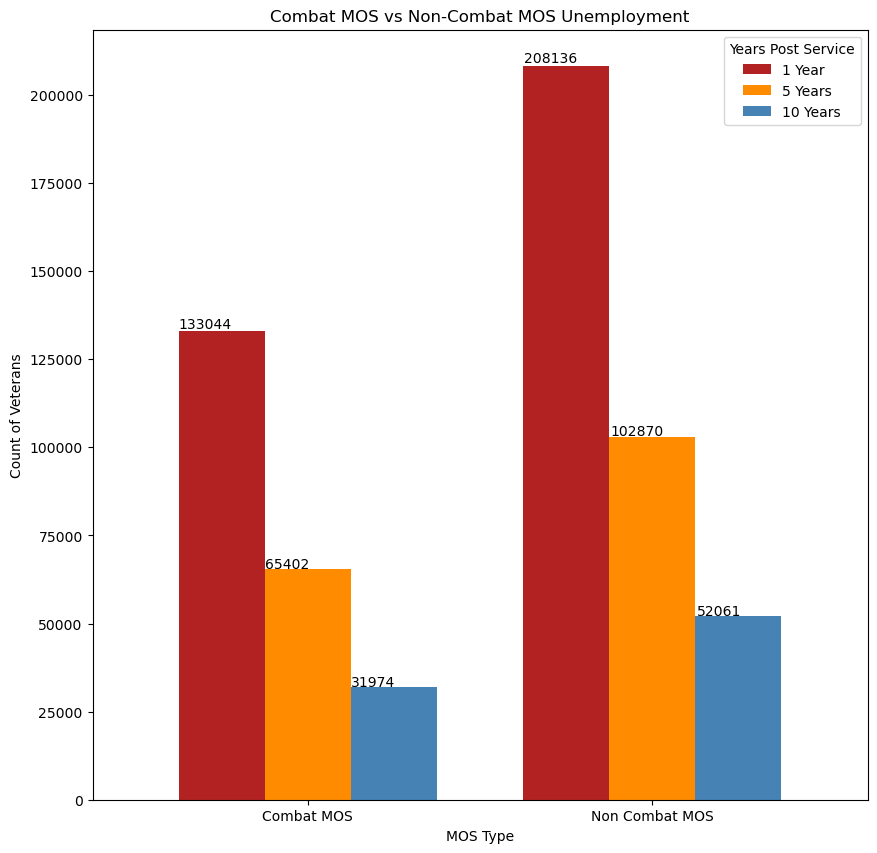 Combat MOS vs Non-Combat MOS Unemployment
Years Post Service
1 Year
5 Years
10 Years
208136
133044
102870
65402
52061
31974
200000
175000
150000
125000
100000
75000
50000
25000
0
Count of Veterans
Combat MOS
Non Combat MOS
MOS Type